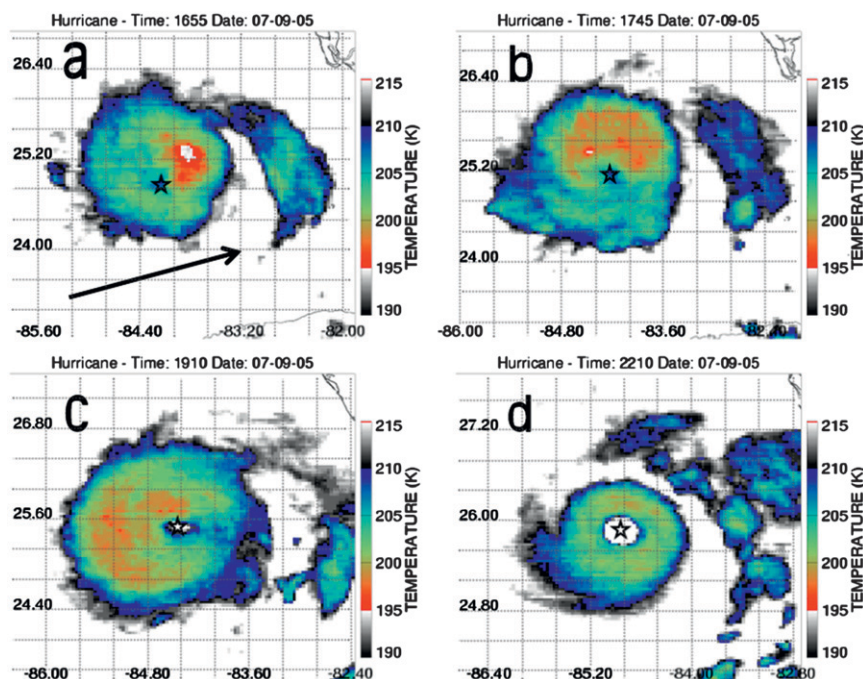 Hurricane - Time: 1655 Date: 07-09-05
a
26.40
25.20
24.00
-85.60 -84.40 -83.20 -82.00
215
210
205
200
195
190
TEMPERATURE (K)
Hurricane - Time: 1745 Date: 07-09-05
b
26.40
25.20
24.00
-86.00 -84.80 -83.60 -82.40
215
210
205
200
195
190
TEMPERATURE (K)
Hurricane - Time: 1910 Date: 07-09-05
c
26.80
25.60
24.40
-86.00 -84.80 -83.60 -82.40
215
210
205
200
195
190
TEMPERATURE (K)
Hurricane - Time: 2210 Date: 07-09-05
d
27.20
26.00
24.80
-86.40 -85.20 -84.00 -82.80
215
210
205
200
195
190
TEMPERATURE (K)